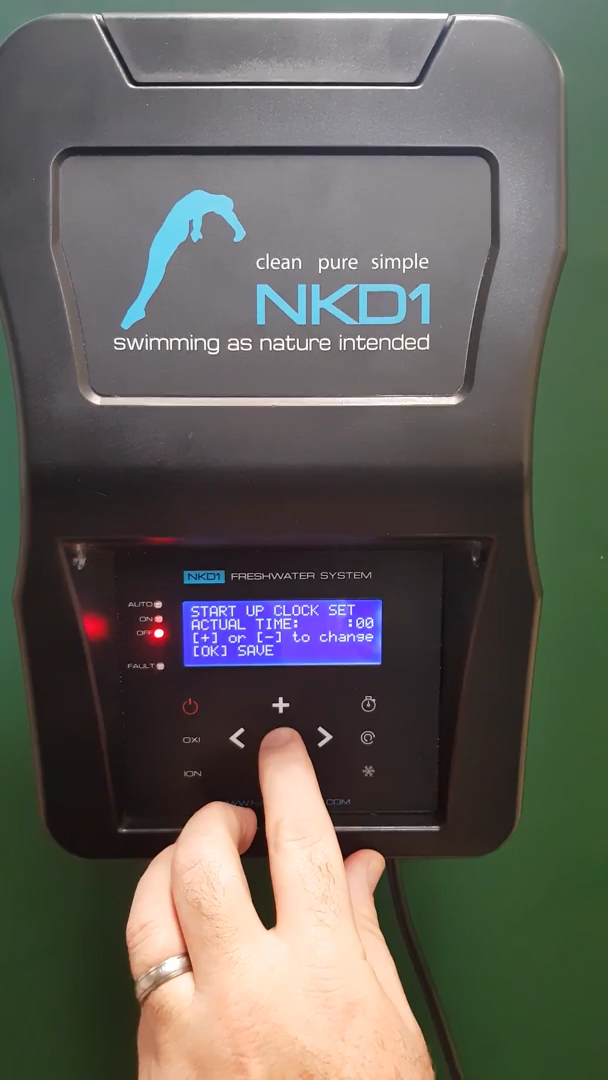 clean pure simple
NKD1
swimming as nature intended
NKD1 FRESHWATER SYSTEM
AUTO
ON
OFF
FAULT
START UP CLOCK SET
ACTUAL TIME: :00
[+] or [-] to change
[OK] SAVE
OXI
ION